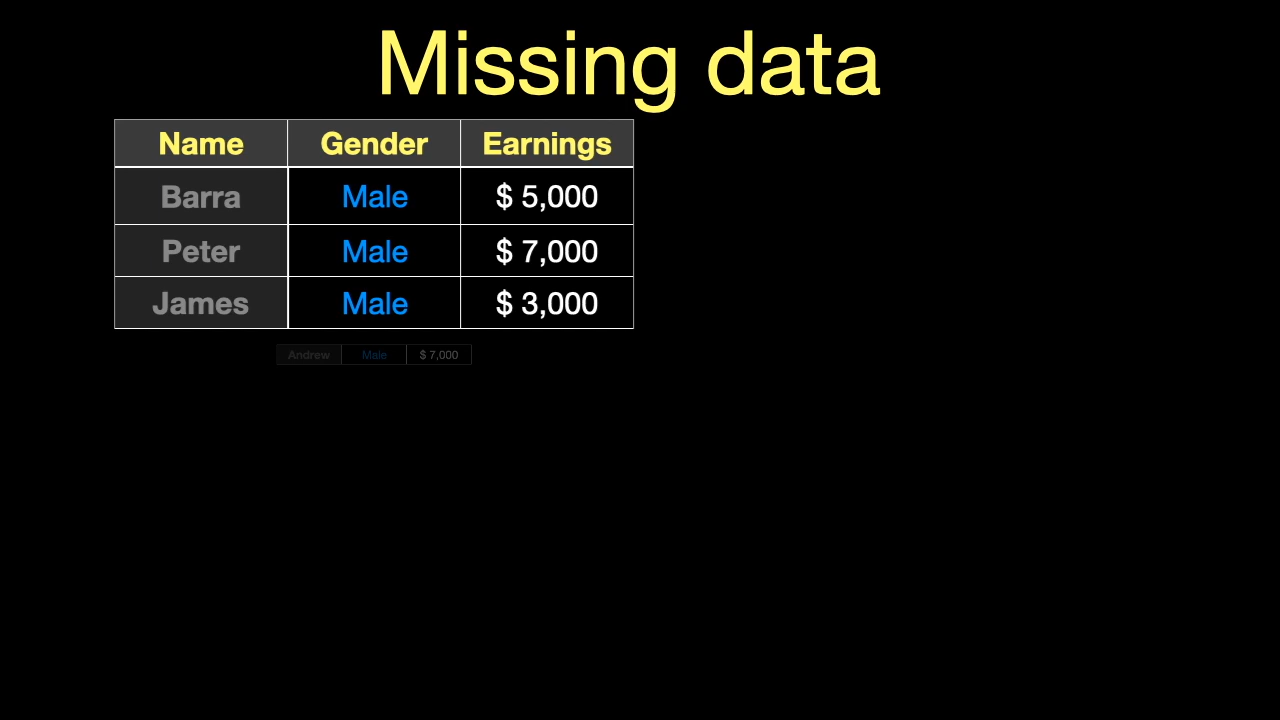 Missing data
Name Gender Earnings
Barra Male $ 5,000
Peter Male $ 7,000
James Male $ 3,000
Andrew Male $ 7,000